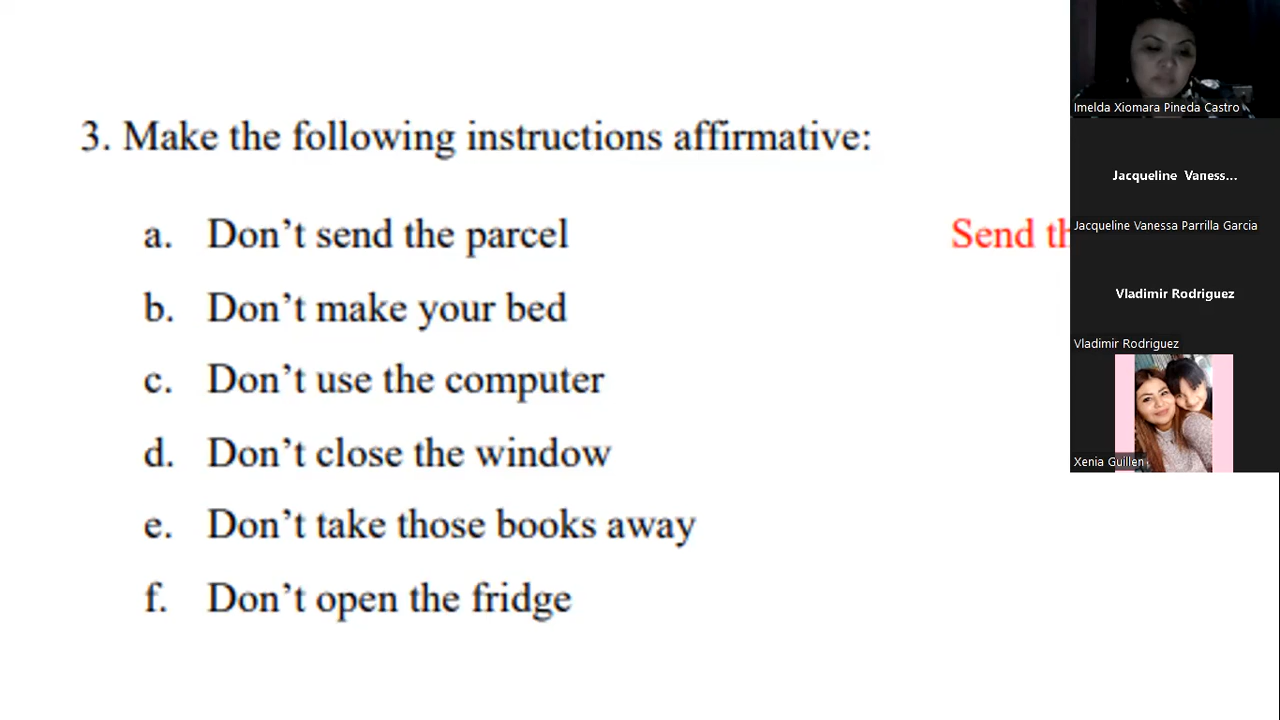 3. Make the following instructions affirmative:
a. Don’t send the parcel
Send
b. Don’t make your bed
c. Don’t use the computer
d. Don’t close the window
e. Don’t take those books away
f. Don’t open the fridge
Imelda Xiomara Pineda Castro
Jacqueline Vaness...
Jacqueline Vanessa Parrilla Garcia
Vladimir Rodriguez
Vladimir Rodriguez
Xenia Guillen